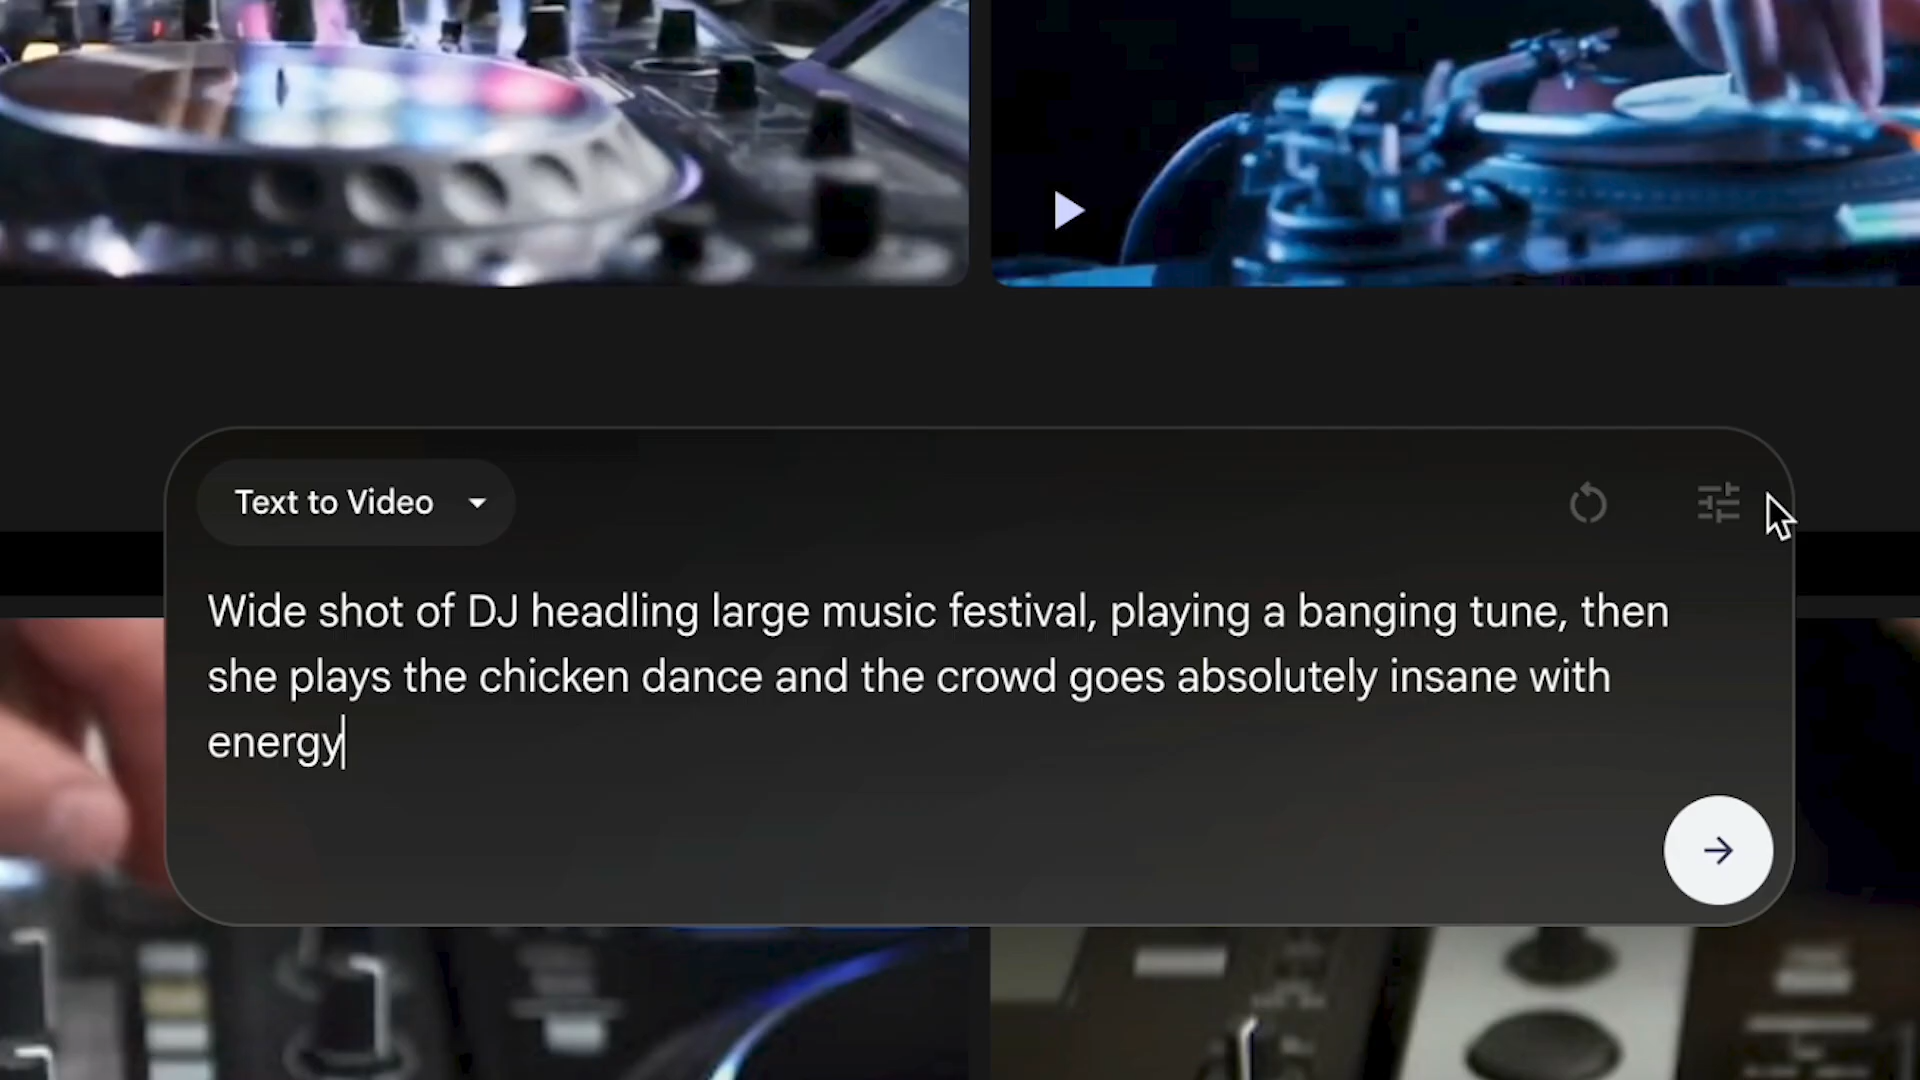 Text to Video
Wide shot of DJ headling large music festival, playing a banging tune, then
she plays the chicken dance and the crowd goes absolutely insane with
energy